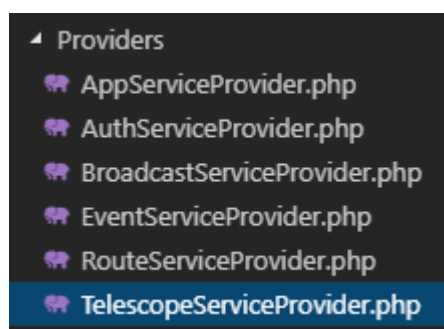 Providers
AppServiceProvider.php
AuthServiceProvider.php
BroadcastServiceProvider.php
EventServiceProvider.php
RouteServiceProvider.php
TelescopeServiceProvider.php